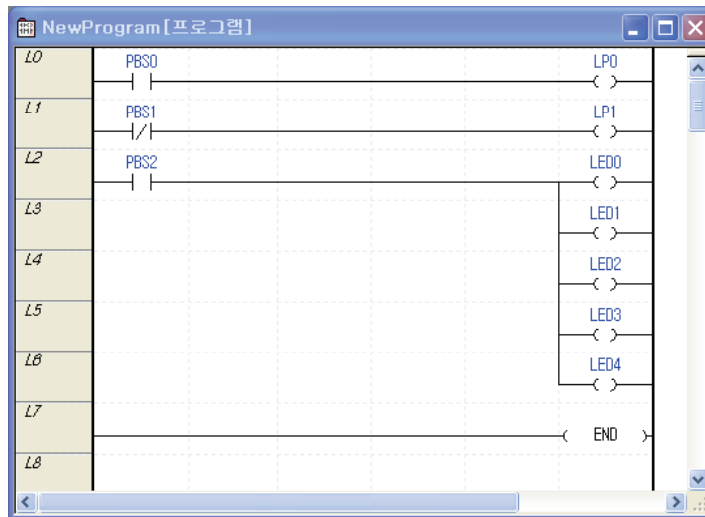 NewProgram[프로그램]
L0 PBS0 LP0
L1 PBS1 LP1
L2 PBS2 LED0
L3 LED1
L4 LED2
L5 LED3
L6 LED4
L7 END
L8